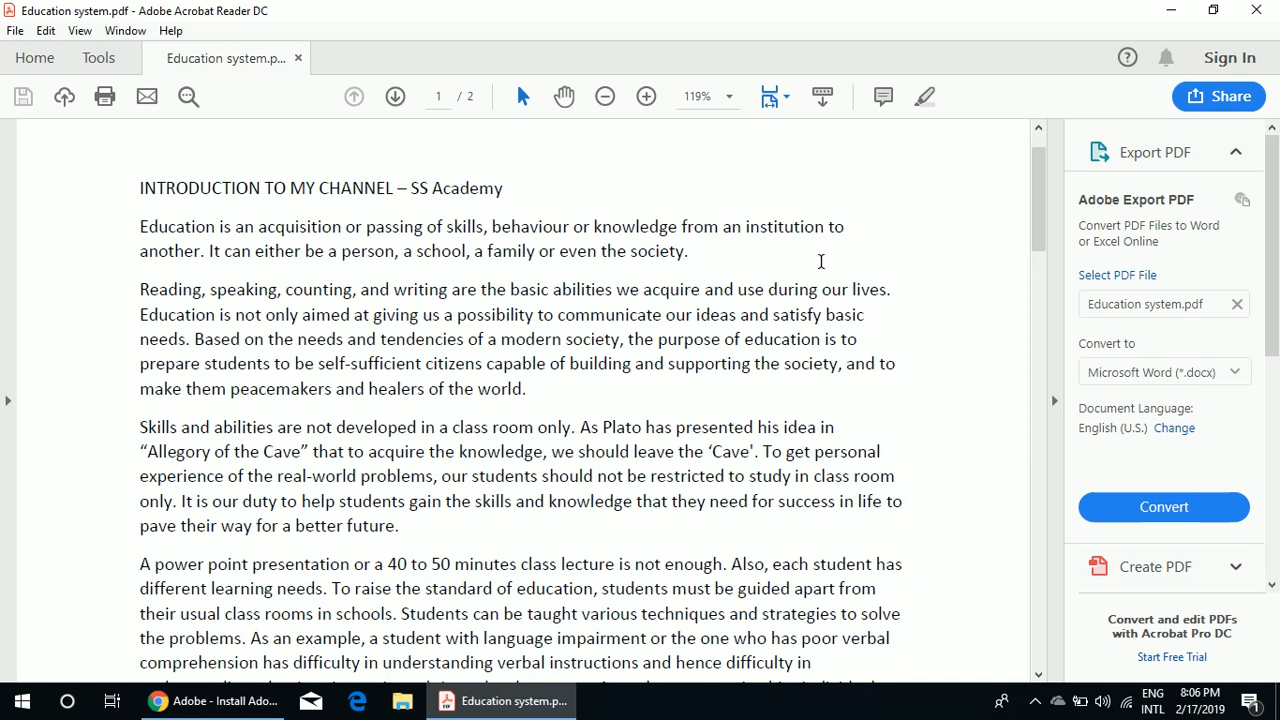 Education system.pdf - Adobe Acrobat Reader DC
File Edit View Window Help
Home Tools Education system.p... ×
Sign In
1 / 2 119% Share
INTRODUCTION TO MY CHANNEL – SS Academy
Education is an acquisition or passing of skills, behaviour or knowledge from an institution to
another. It can either be a person, a school, a family or even the society.
Reading, speaking, counting, and writing are the basic abilities we acquire and use during our lives.
Education is not only aimed at giving us a possibility to communicate our ideas and satisfy basic
needs. Based on the needs and tendencies of a modern society, the purpose of education is to
prepare students to be self-sufficient citizens capable of building and supporting the society, and to
make them peacemakers and healers of the world.
Skills and abilities are not developed in a class room only. As Plato has presented his idea in
“Allegory of the Cave” that to acquire the knowledge, we should leave the ‘Cave'. To get personal
experience of the real-world problems, our students should not be restricted to study in class room
only. It is our duty to help students gain the skills and knowledge that they need for success in life to
pave their way for a better future.
A power point presentation or a 40 to 50 minutes class lecture is not enough. Also, each student has
different learning needs. To raise the standard of education, students must be guided apart from
their usual class rooms in schools. Students can be taught various techniques and strategies to solve
the problems. As an example, a student with language impairment or the one who has poor verbal
comprehension has difficulty in understanding verbal instructions and hence difficulty in
Export PDF
Adobe Export PDF
Convert PDF Files to Word
or Excel Online
Select PDF File
Education system.pdf
Convert to
Microsoft Word (*.docx)
Document Language:
English (U.S.) Change
Convert
Create PDF
Convert and edit PDFs
with Acrobat Pro DC
Start Free Trial
Adobe - Install Ado...
Education system.p...
ENG
INTL
8:06 PM
2/17/2019
1